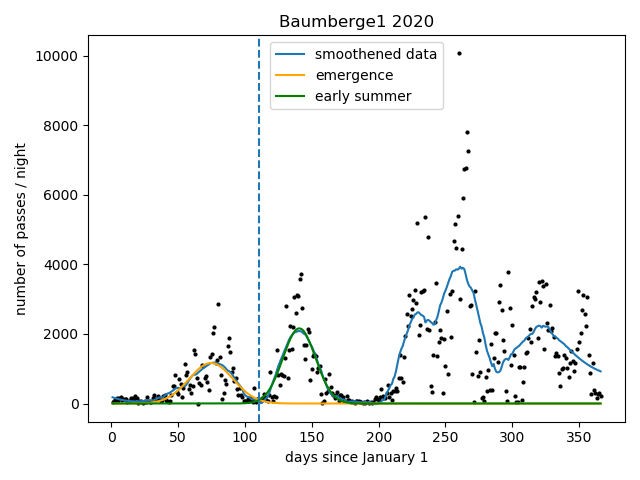 Baumberge1 2020
smoothened data
emergence
early summer
number of passes / night
10000
8000
6000
4000
2000
0
0 50 100 150 200 250 300 350
days since January 1